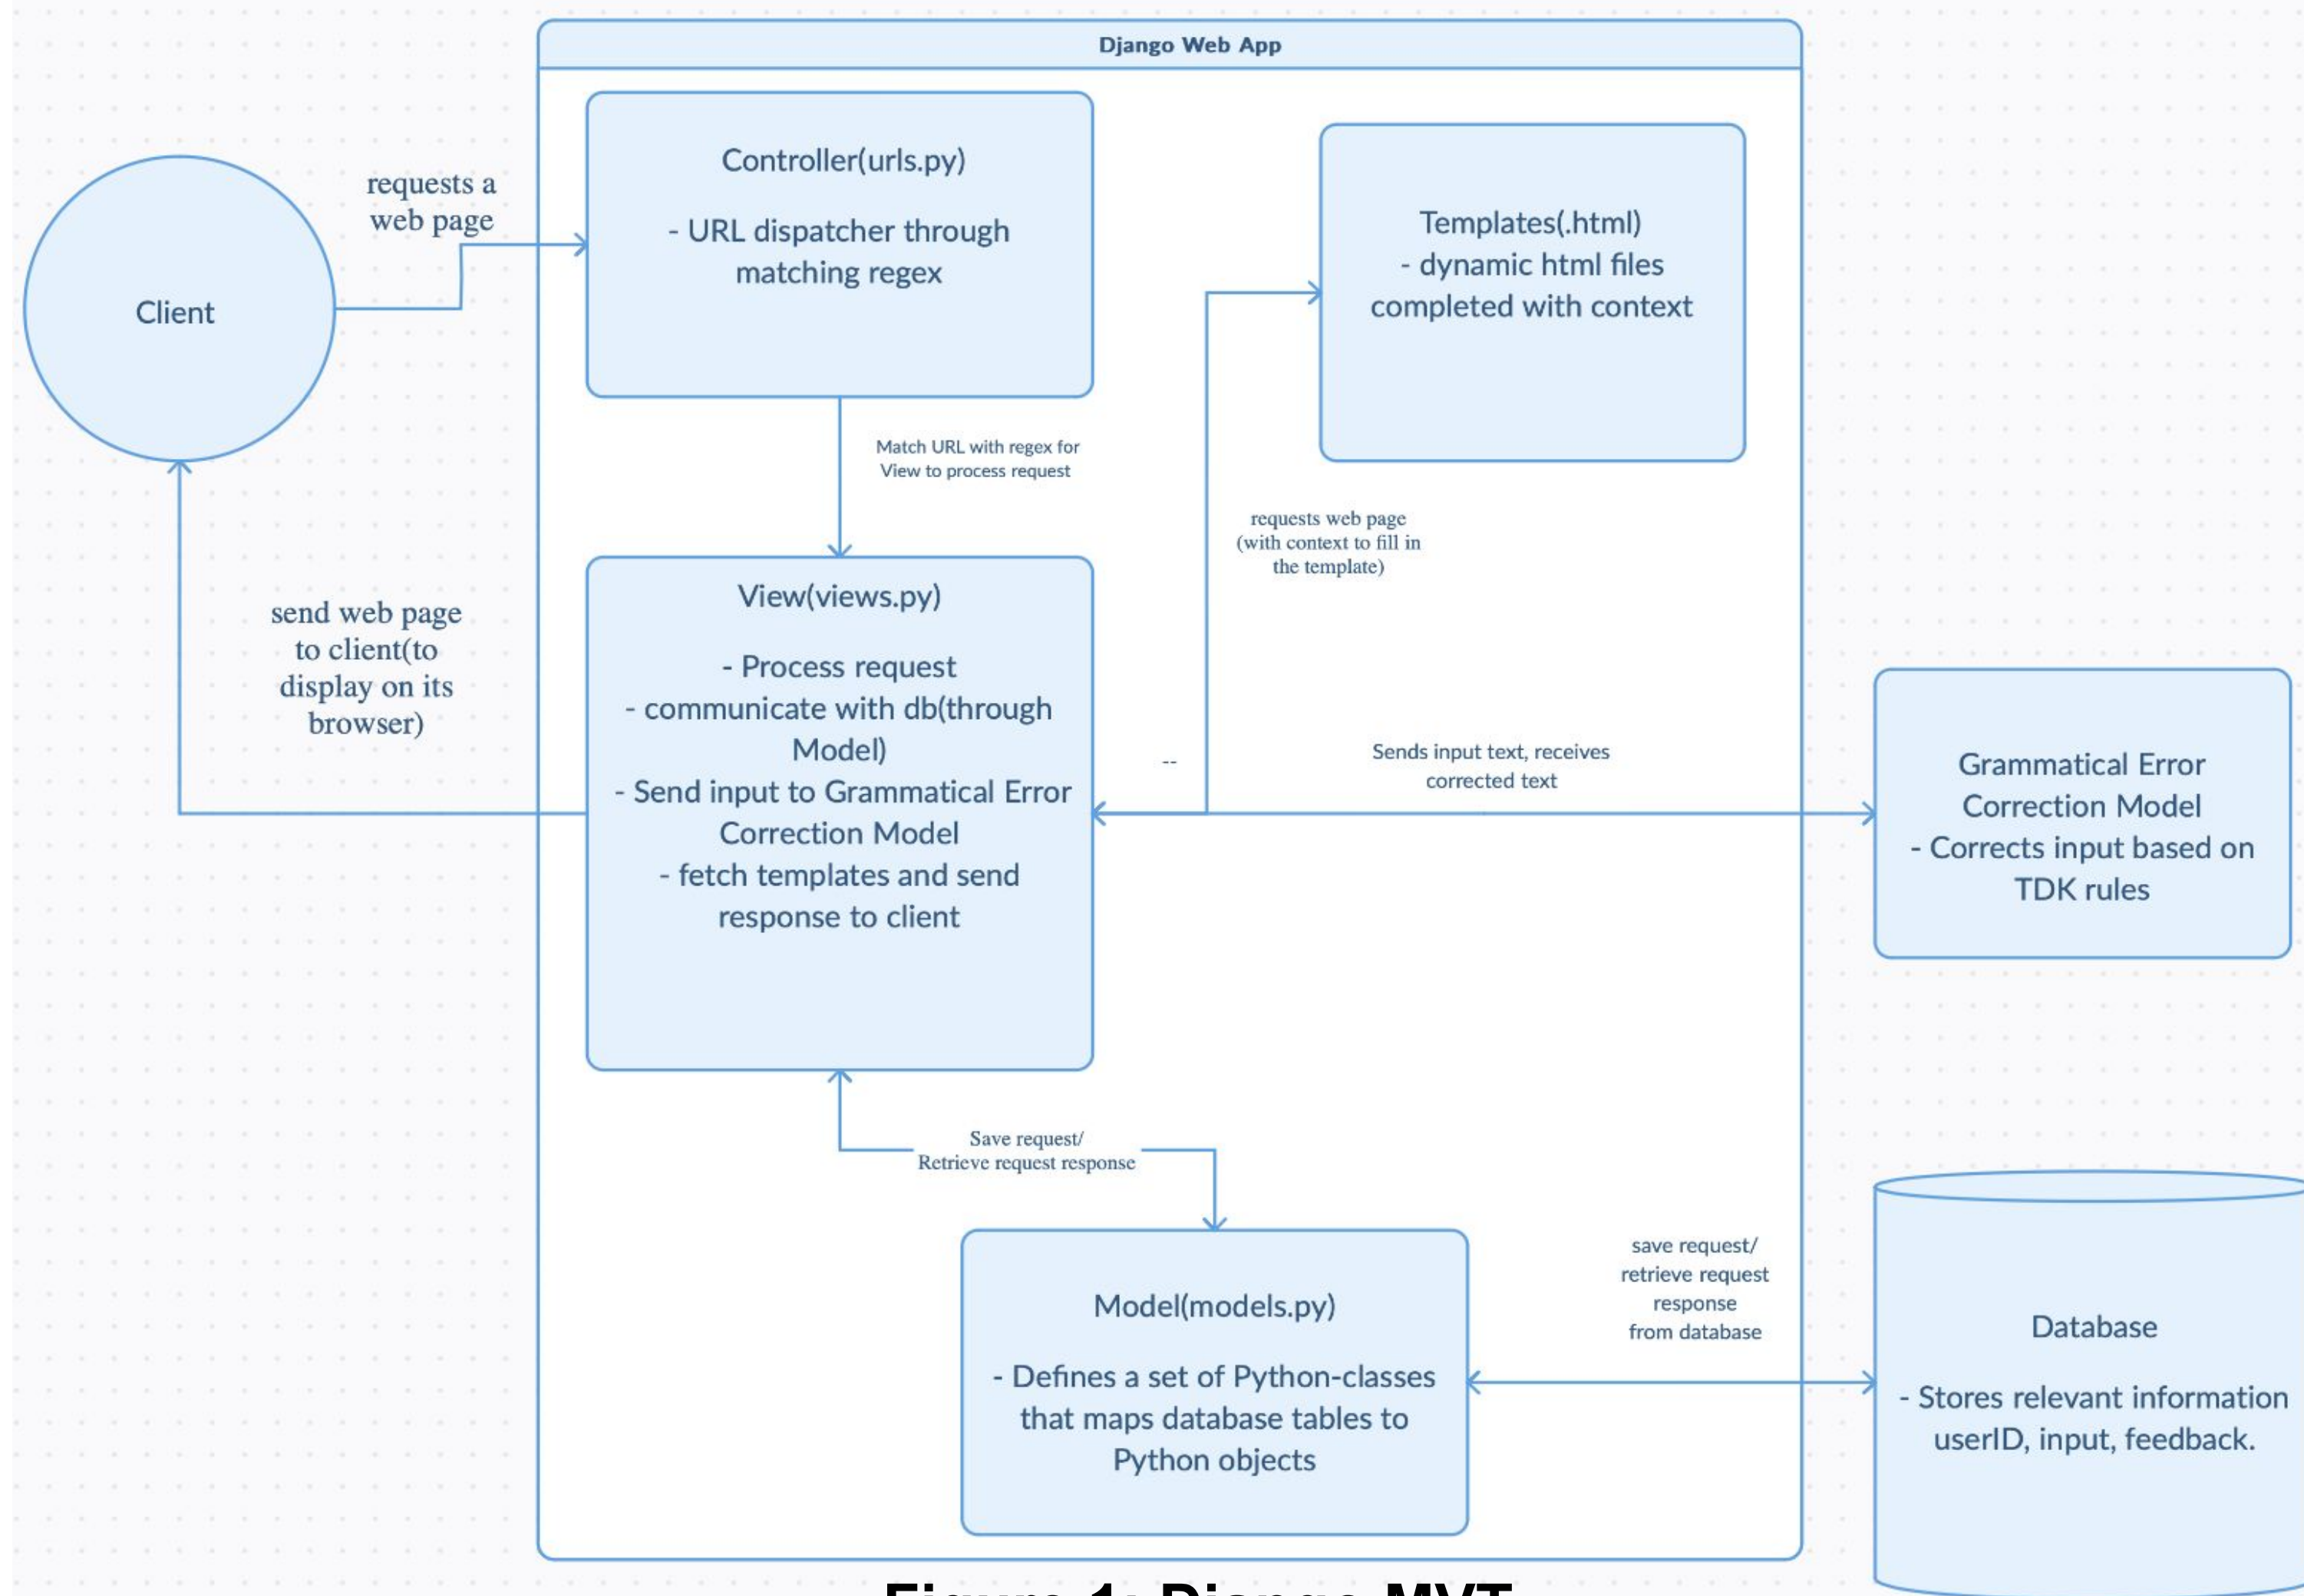 Django Web App
Controller(urls.py)
- URL dispatcher through
matching regex
Templates(.html)
- dynamic html files
completed with context
requests a
web page
Client
Match URL with regex for
View to process request
requests web page
(with context to fill in
the template)
View(views.py)
- Process request
- communicate with db(through
Model)
- Send input to Grammatical Error
Correction Model
- fetch templates and send
response to client
send web page
to client(to
display on its
browser)
--
Sends input text, receives
corrected text
Grammatical Error
Correction Model
- Corrects input based on
TDK rules
Save request/
Retrieve request response
Model(models.py)
- Defines a set of Python-classes
that maps database tables to
Python objects
save request/
retrieve request
response
from database
Database
- Stores relevant information
userID, input, feedback.
Figure 1: Django MVT